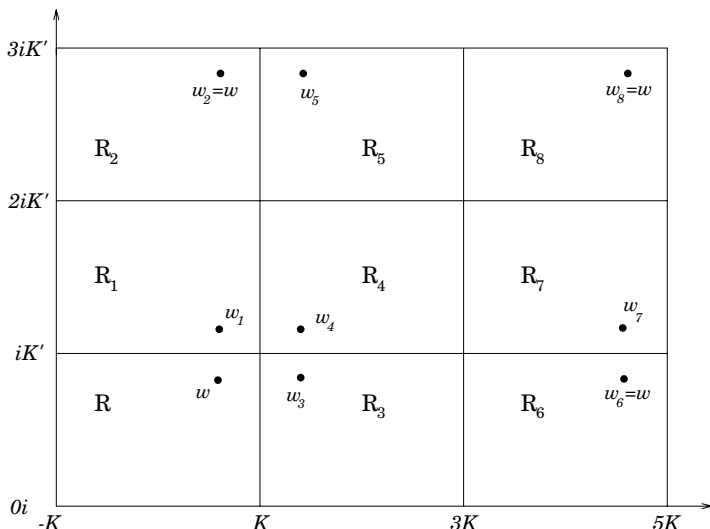 3iK'
w₂=w w₅ w₈=w
R₂ R₅ R₈
2iK'
R₁ R₄ R₇
w₁ w₄ w₇
iK'
w w₃ w₆=w
R R₃ R₆
0i
-K K 3K 5K